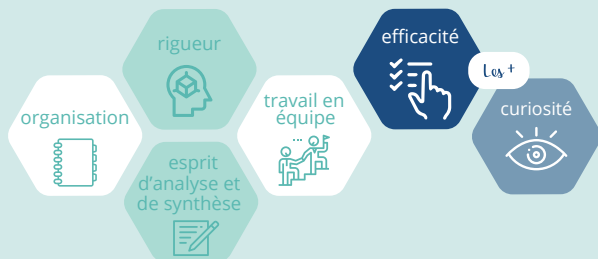 organisation
rigueur
esprit
d'analyse et
de synthèse
travail en
équipe
efficacité
Les +
curiosité